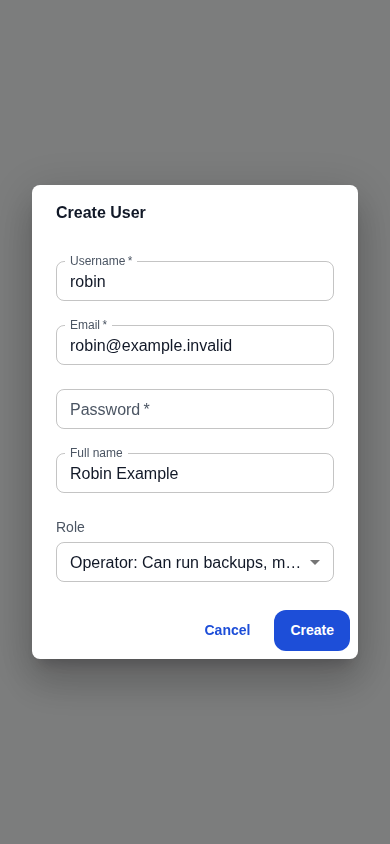 Create User
Username *
robin
Email *
robin@example.invalid
Password *
Full name
Robin Example
Role
Operator: Can run backups, m…
Cancel
Create